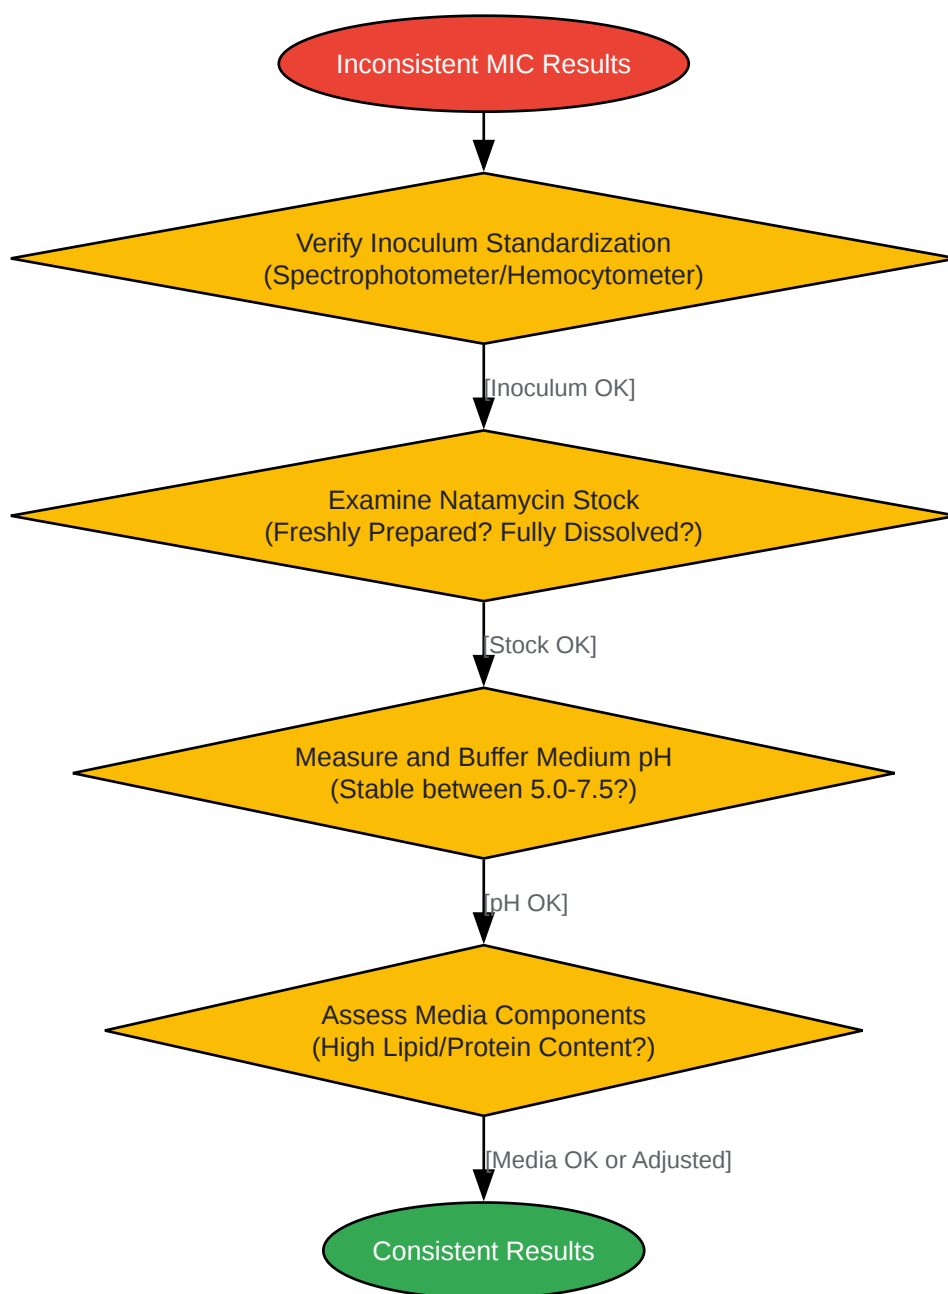 Inconsistent MIC Results
Verify Inoculum Standardization
(Spectrophotometer/Hemocytometer)
[Inoculum OK]
Examine Natamycin Stock
(Freshly Prepared? Fully Dissolved?)
[Stock OK]
Measure and Buffer Medium pH
(Stable between 5.0-7.5?)
[pH OK]
Assess Media Components
(High Lipid/Protein Content?)
[Media OK or Adjusted]
Consistent Results